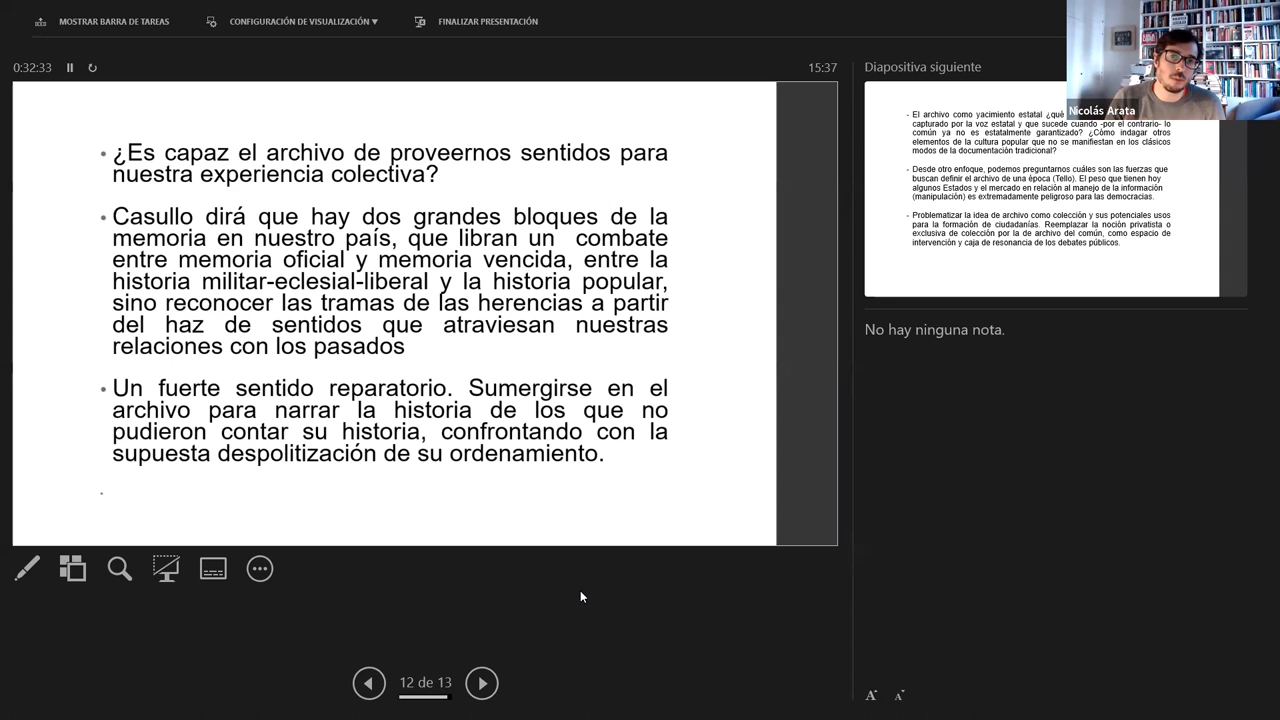 MOSTRAR BARRA DE TAREAS
CONFIGURACIÓN DE VISUALIZACIÓN ▼
FINALIZAR PRESENTACIÓN
0:32:33
15:37
• ¿Es capaz el archivo de proveernos sentidos para
nuestra experiencia colectiva?
• Casullo dirá que hay dos grandes bloques de la
memoria en nuestro país, que libran un combate
entre memoria oficial y memoria vencida, entre la
historia militar-eclesial-liberal y la historia popular,
sino reconocer las tramas de las herencias a partir
del haz de sentidos que atraviesan nuestras
relaciones con los pasados
• Un fuerte sentido reparatorio. Sumergirse en el
archivo para narrar la historia de los que no
pudieron contar su historia, confrontando con la
supuesta despolitización de su ordenamiento.
12 de 13
Diapositiva siguiente
Nicolás Arata
- El archivo como yacimiento estatal ¿qué
capturado por la voz estatal y que sucede cuando -por el contrario- lo
común ya no es estatalmente garantizado? ¿Cómo indagar otros
elementos de la cultura popular que no se manifiestan en los clásicos
modos de la documentación tradicional?
- Desde otro enfoque, podemos preguntarnos cuáles son las fuerzas que
buscan definir el archivo de una época (Tello). El peso que tienen hoy
algunos Estados y el mercado en relación al manejo de la información
(manipulación) es extremadamente peligroso para las democracias.
- Problematizar la idea de archivo como colección y sus potenciales usos
para la formación de ciudadanías. Reemplazar la noción privatista o
exclusiva de colección por la de archivo del común, como espacio de
intervención y caja de resonancia de los debates públicos.
No hay ninguna nota.
A A